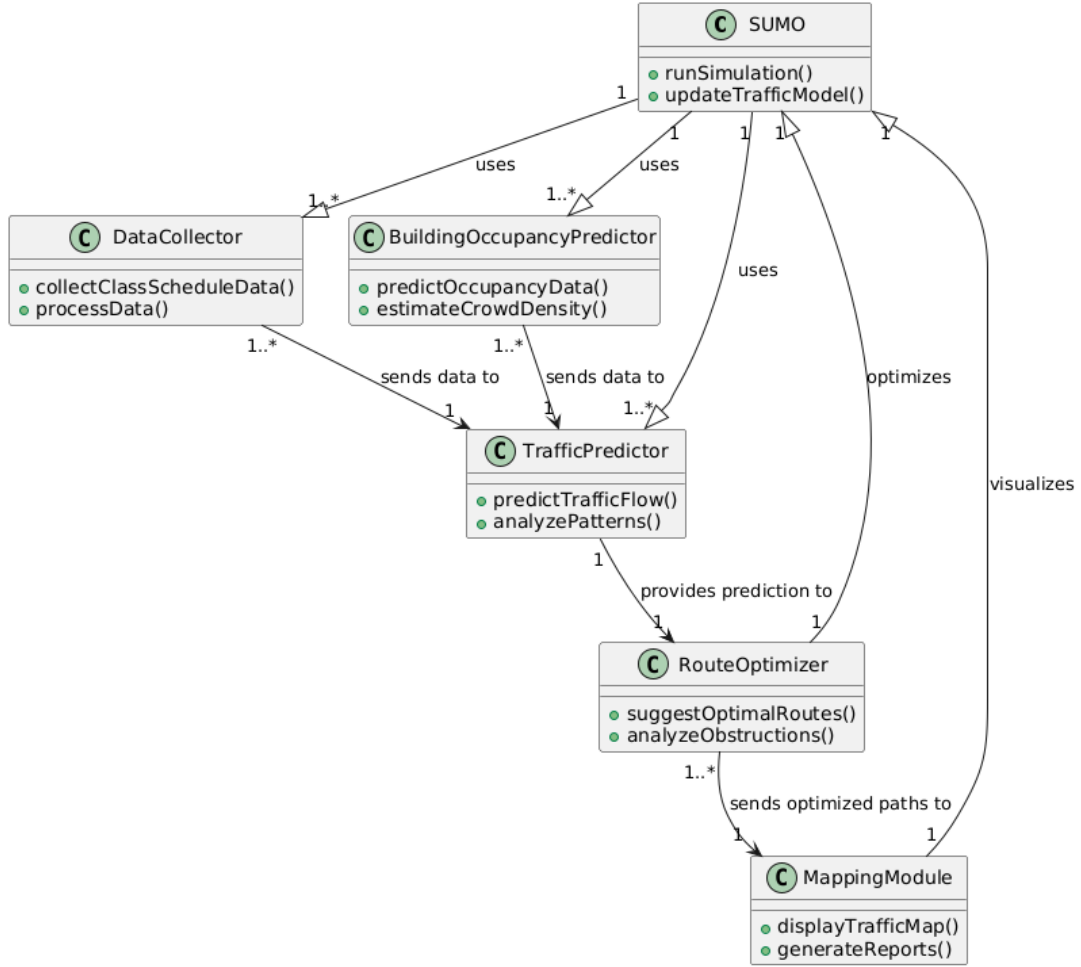 C SUMO
runSimulation()
updateTrafficModel()
1
1
1
1
1
uses
uses
1..*
1..*
C DataCollector
collectClassScheduleData()
processData()
C BuildingOccupancyPredictor
predictOccupancyData()
estimateCrowdDensity()
uses
1..*
1..*
sends data to
sends data to
optimizes
1
1
1..*
C TrafficPredictor
predictTrafficFlow()
analyzePatterns()
visualizes
1
provides prediction to
1
1
C RouteOptimizer
suggestOptimalRoutes()
analyzeObstructions()
1..*
sends optimized paths to
1
1
C MappingModule
displayTrafficMap()
generateReports()